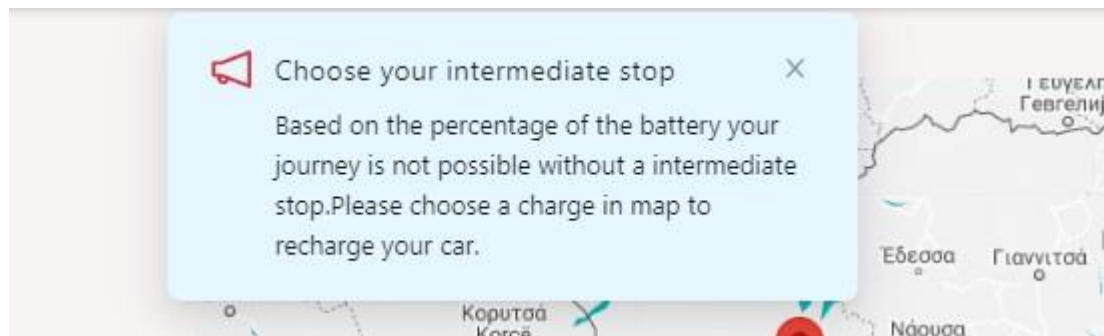 Choose your intermediate stop
Based on the percentage of the battery your
journey is not possible without a intermediate
stop.Please choose a charge in map to
recharge your car.
Гевгелиј
Έδεσσα
Γιαννιτσά
Κορυτσά
Korçë
Νάουσα